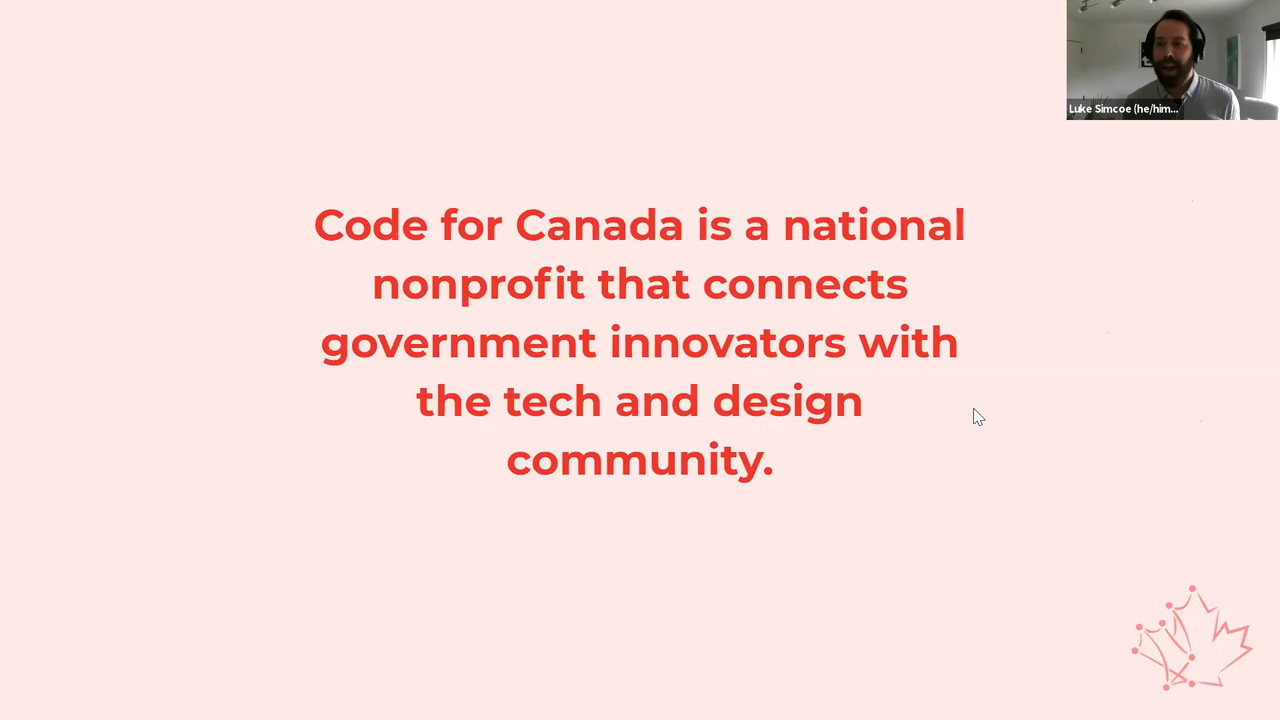 Luke Simcoe (he/him...
Code for Canada is a national
nonprofit that connects
government innovators with
the tech and design
community.